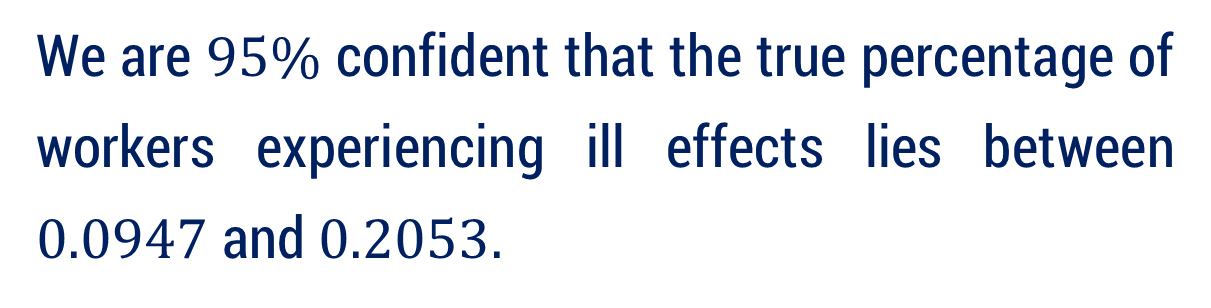 We are 95% confident that the true percentage of
workers experiencing ill effects lies between
0.0947 and 0.2053.